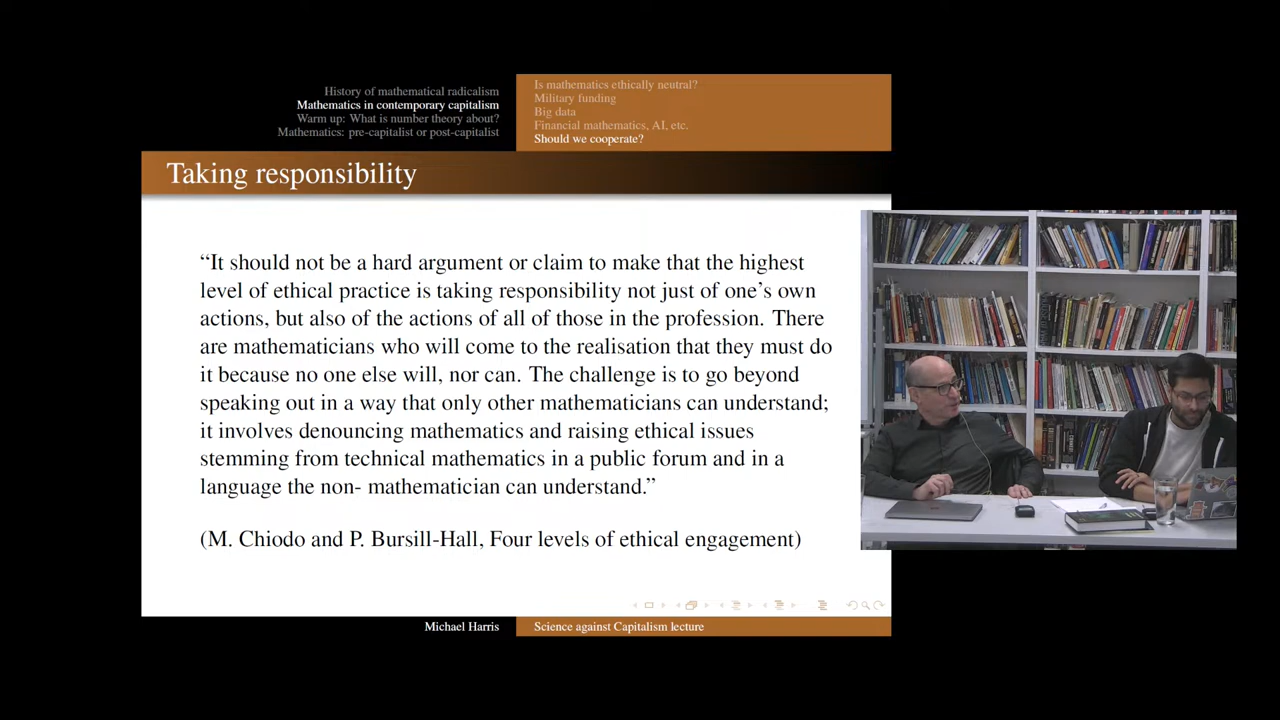 History of mathematical radicalism
Mathematics in contemporary capitalism
Warm up: What is number theory about?
Mathematics: pre-capitalist or post-capitalist
Is mathematics ethically neutral?
Military funding
Big data
Financial mathematics, AI, etc.
Should we cooperate?
Taking responsibility
“It should not be a hard argument or claim to make that the highest
level of ethical practice is taking responsibility not just of one’s own
actions, but also of the actions of all of those in the profession. There
are mathematicians who will come to the realisation that they must do
it because no one else will, nor can. The challenge is to go beyond
speaking out in a way that only other mathematicians can understand;
it involves denouncing mathematics and raising ethical issues
stemming from technical mathematics in a public forum and in a
language the non- mathematician can understand.”
(M. Chiodo and P. Bursill-Hall, Four levels of ethical engagement)
Michael Harris
Science against Capitalism lecture